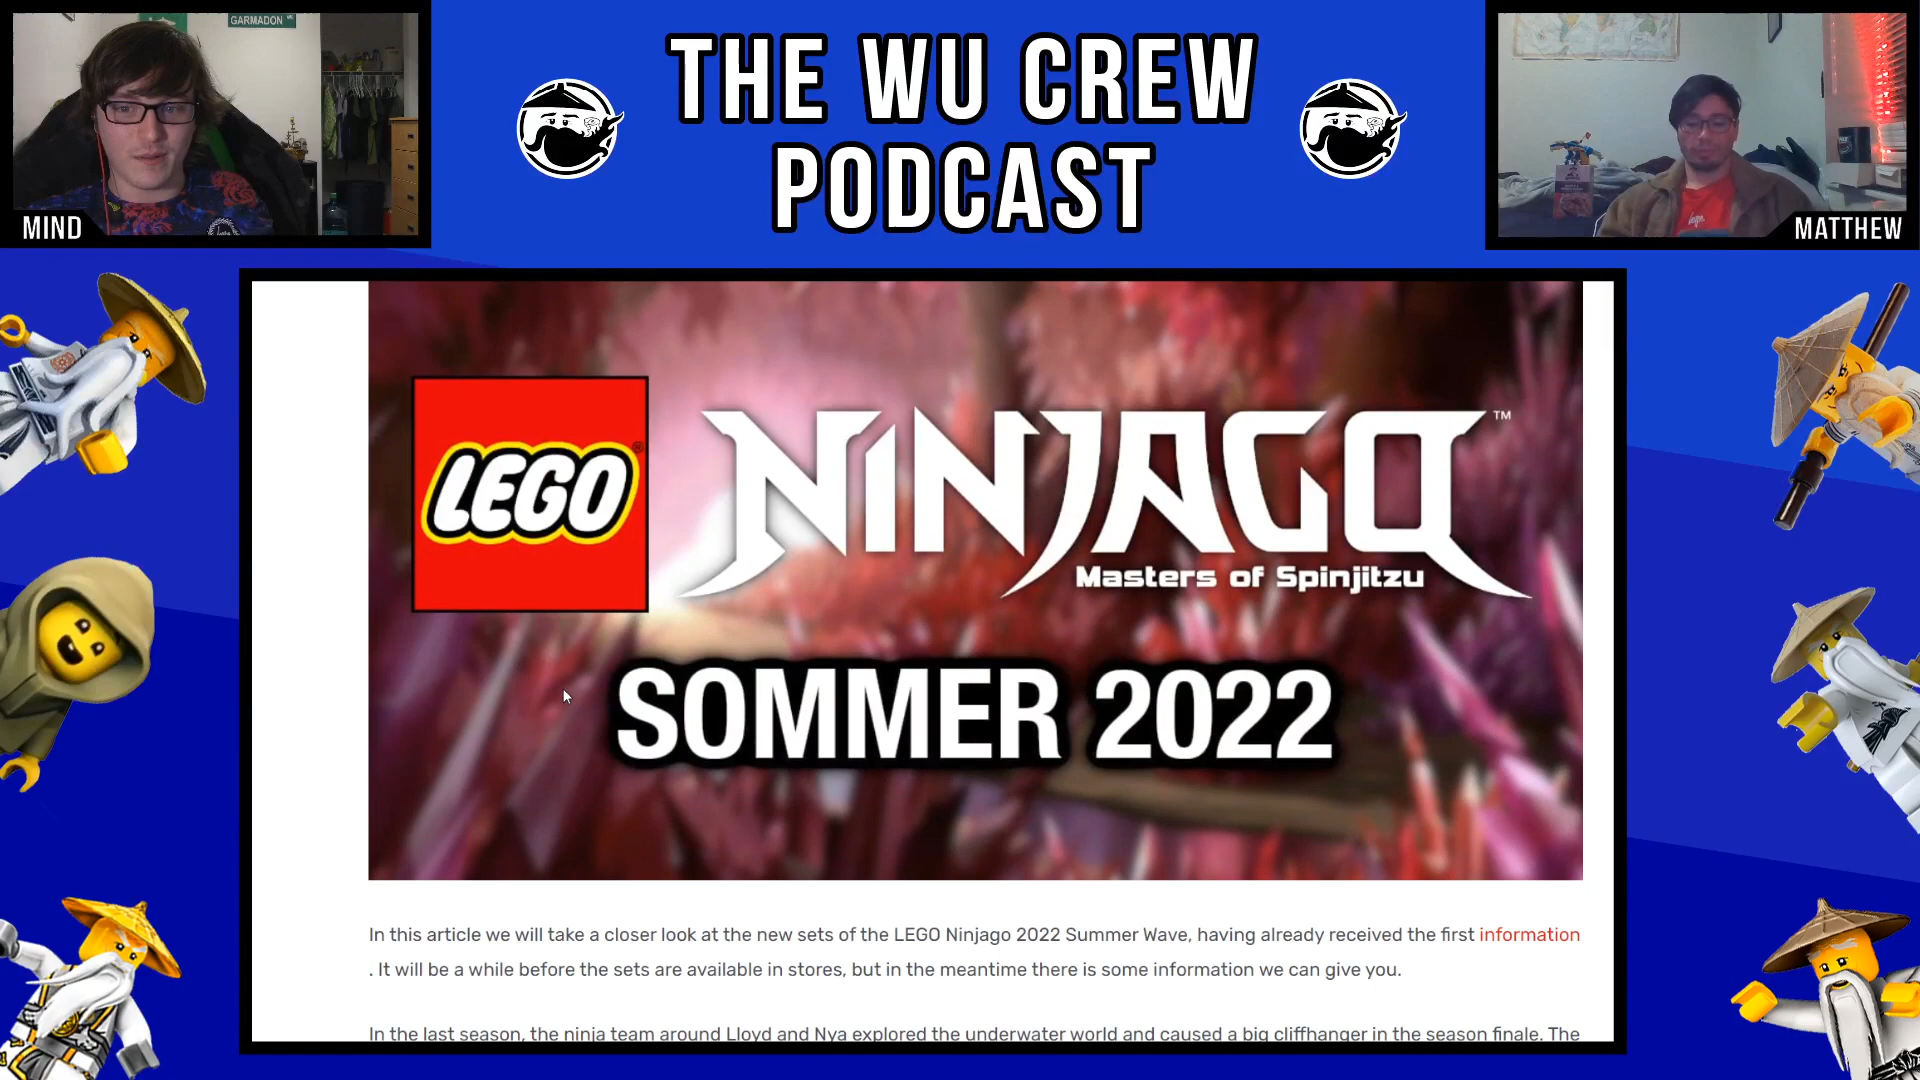 GARMADON
THE WU CREW
PODCAST
MIND
MATTHEW
LEGO®
NINJAGO™
Masters of Spinjitzu
SOMMER 2022
In this article we will take a closer look at the new sets of the LEGO Ninjago 2022 Summer Wave, having already received the first information
. It will be a while before the sets are available in stores, but in the meantime there is some information we can give you.
In the last season, the ninja team around Lloyd and Nya explored the underwater world and caused a big cliffhanger in the season finale. The